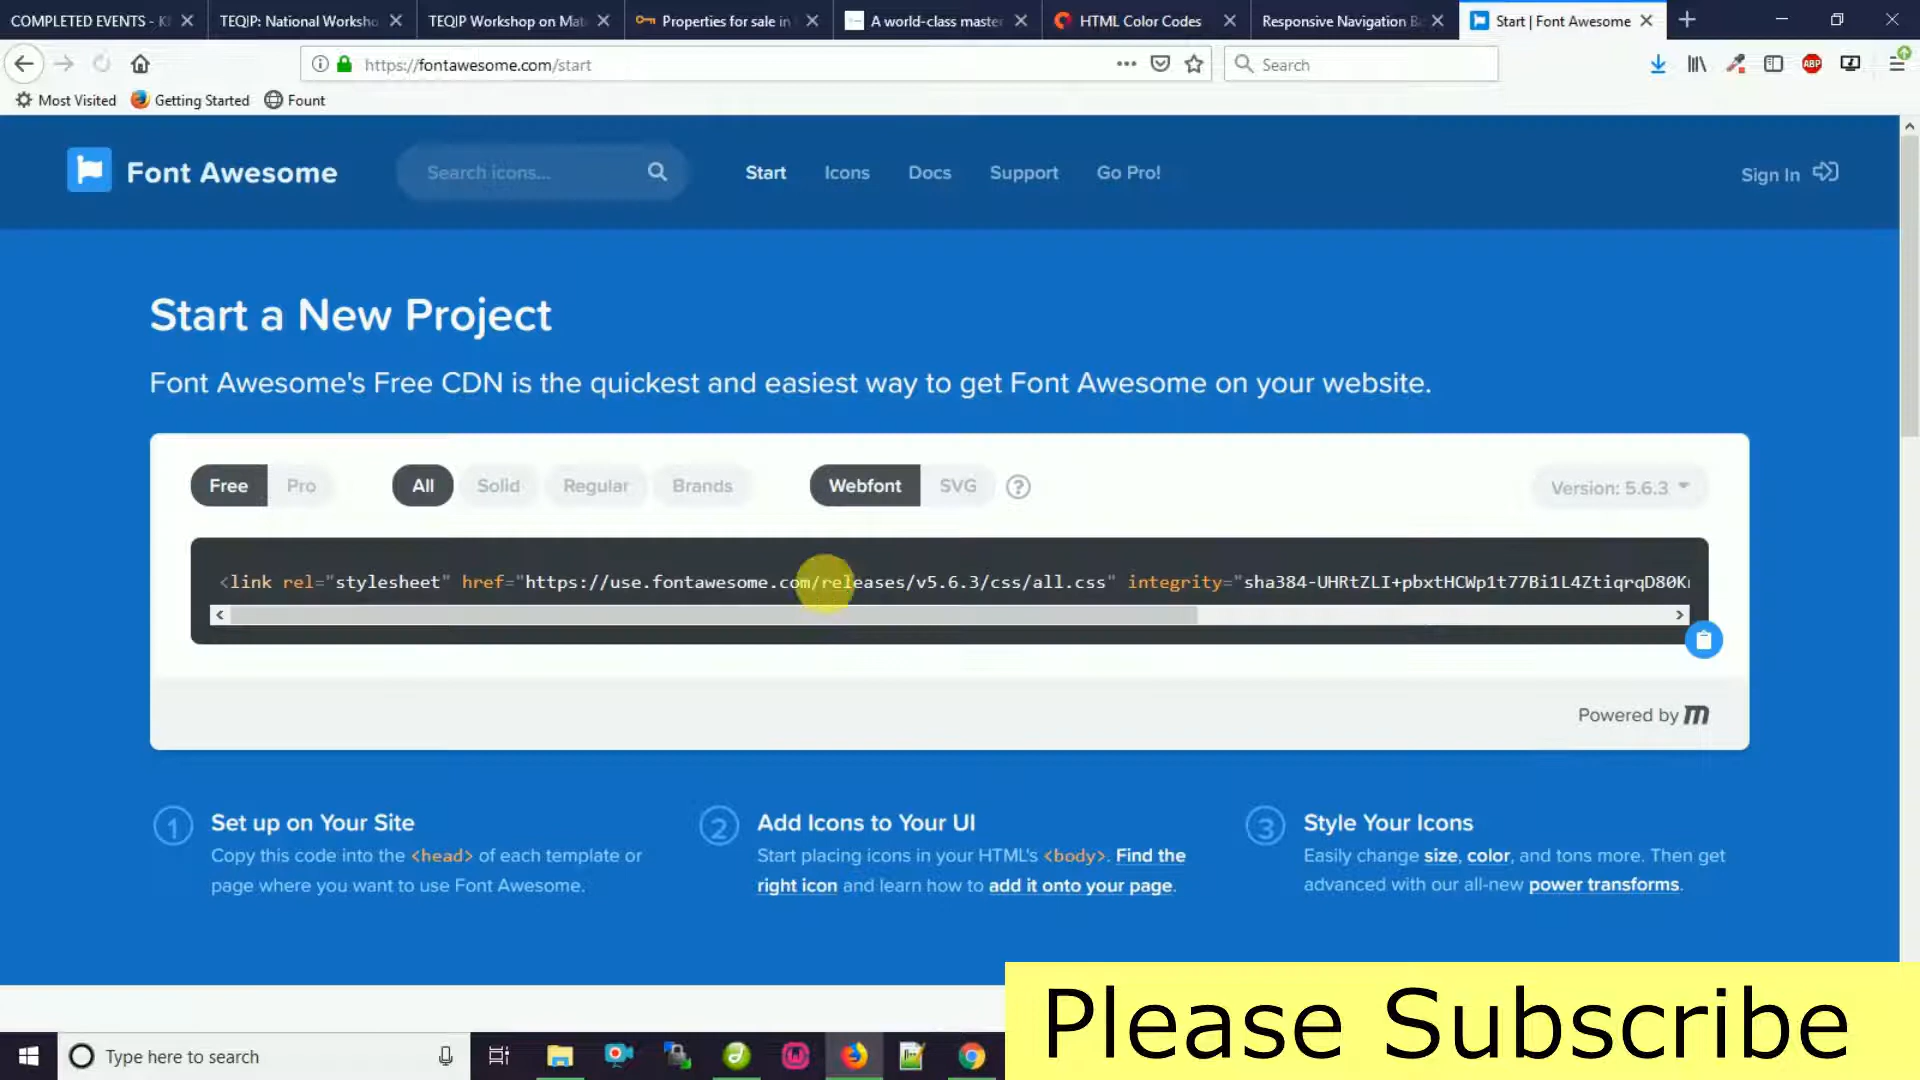 COMPLETED EVENTS - K
TEQIP: National Worksho
TEQIP Workshop on Mat
Properties for sale in
A world-class master
HTML Color Codes
Responsive Navigation B
Start | Font Awesome
https://fontawesome.com/start
Search
Most Visited
Getting Started
Fount
ABP
Font Awesome
Search icons...
Start
Icons
Docs
Support
Go Pro!
Sign In
Start a New Project
Font Awesome's Free CDN is the quickest and easiest way to get Font Awesome on your website.
Free
Pro
All
Solid
Regular
Brands
Webfont
SVG
?
Version: 5.6.3
<link rel="stylesheet" href="https://use.fontawesome.com/releases/v5.6.3/css/all.css" integrity="sha384-UHRtZLI+pbxtHCWp1t77Bi1L4ZtiqrqD80K
Powered by m
1
Set up on Your Site
Copy this code into the <head> of each template or
page where you want to use Font Awesome.
2
Add Icons to Your UI
Start placing icons in your HTML's <body>. Find the
right icon and learn how to add it onto your page.
3
Style Your Icons
Easily change size, color, and tons more. Then get
advanced with our all-new power transforms.
Please Subscribe
Type here to search